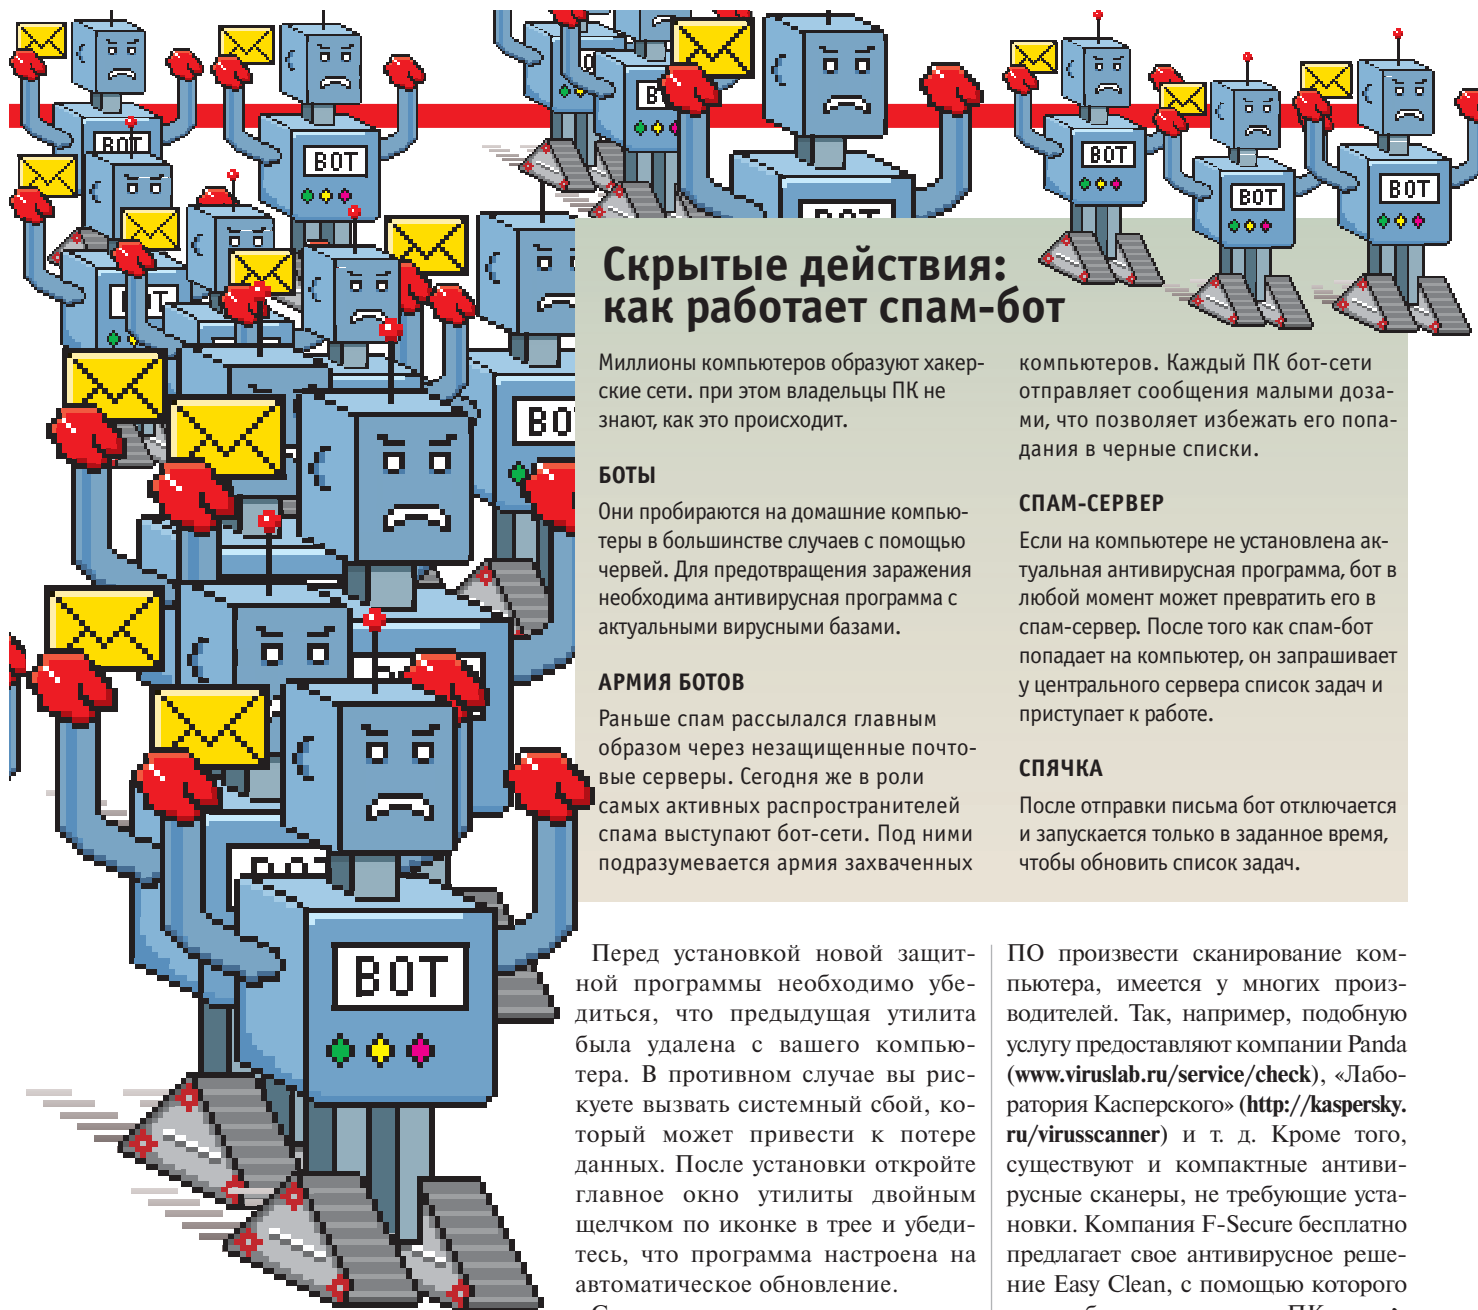 BOT
BOT
BOT
BOT
BOT
BOT
Скрытые действия:
как работает спам-бот
Миллионы компьютеров образуют хакер-
ские сети. при этом владельцы ПК не
знают, как это происходит.
БОТЫ
Они пробираются на домашние компью-
теры в большинстве случаев с помощью
червей. Для предотвращения заражения
необходима антивирусная программа с
актуальными вирусными базами.
АРМИЯ БОТОВ
Раньше спам рассылался главным
образом через незащищенные почто-
вые серверы. Сегодня же в роли
самых активных распространителей
спама выступают бот-сети. Под ними
подразумевается армия захваченных
компьютеров. Каждый ПК бот-сети
отправляет сообщения малыми доза-
ми, что позволяет избежать его попа-
дания в черные списки.
СПАМ-СЕРВЕР
Если на компьютере не установлена ак-
туальная антивирусная программа, бот в
любой момент может превратить его в
спам-сервер. После того как спам-бот
попадает на компьютер, он запрашивает
у центрального сервера список задач и
приступает к работе.
СПЯЧКА
После отправки письма бот отключается
и запускается только в заданное время,
чтобы обновить список задач.
BOT
Перед установкой новой защит-
ной программы необходимо убе-
диться, что предыдущая утилита
была удалена с вашего компью-
тера. В противном случае вы рис-
куете вызвать системный сбой, ко-
торый может привести к потере
данных. После установки откройте
главное окно утилиты двойным
щелчком по иконке в трее и убеди-
тесь, что программа настроена на
автоматическое обновление.
ПО произвести сканирование ком-
пьютера, имеется у многих произ-
водителей. Так, например, подобную
услугу предоставляют компании Panda
(www.viruslab.ru/service/check), «Лабо-
ратория Касперского» (http://kaspersky.
ru/virusscanner) и т. д. Кроме того,
существуют и компактные антиви-
русные сканеры, не требующие уста-
новки. Компания F-Secure бесплатно
предлагает свое антивирусное реше-
ние Easy Clean, с помощью которого